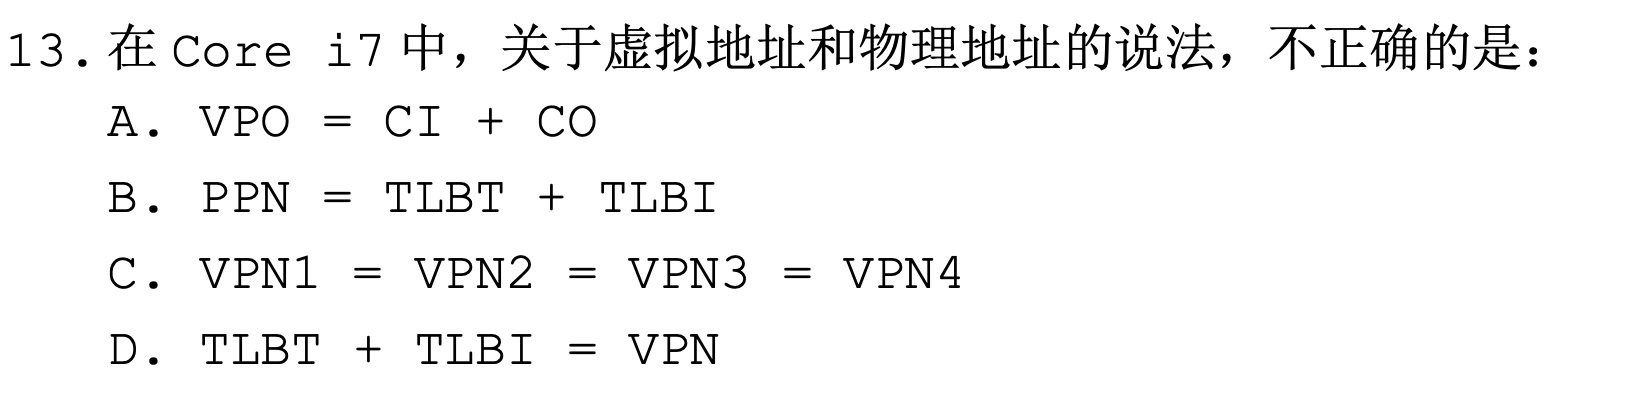 13.在 Core i7 中，关于虚拟地址和物理地址的说法，不正确的是：
A. VPO = CI + CO
B. PPN = TLBT + TLBI
C. VPN1 = VPN2 = VPN3 = VPN4
D. TLBT + TLBI = VPN